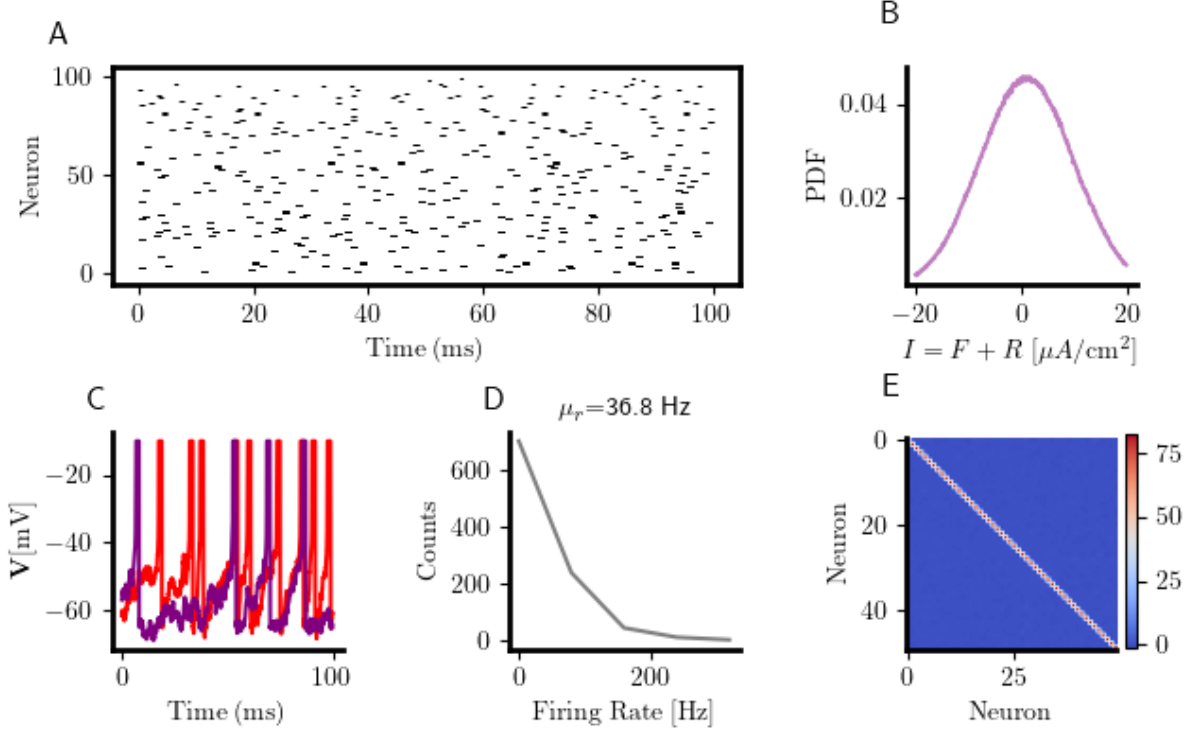 A
Neuron
100
50
0
0 20 40 60 80 100
Time (ms)
B
PDF
0.04
0.02
−20 0 20
I = F + R [μA/cm²]
C
V[mV]
−20
−40
−60
0 100
Time (ms)
D
μr=36.8 Hz
Counts
600
400
200
0
0 200
Firing Rate [Hz]
E
Neuron
0
20
40
0 25
Neuron
75
50
25
0